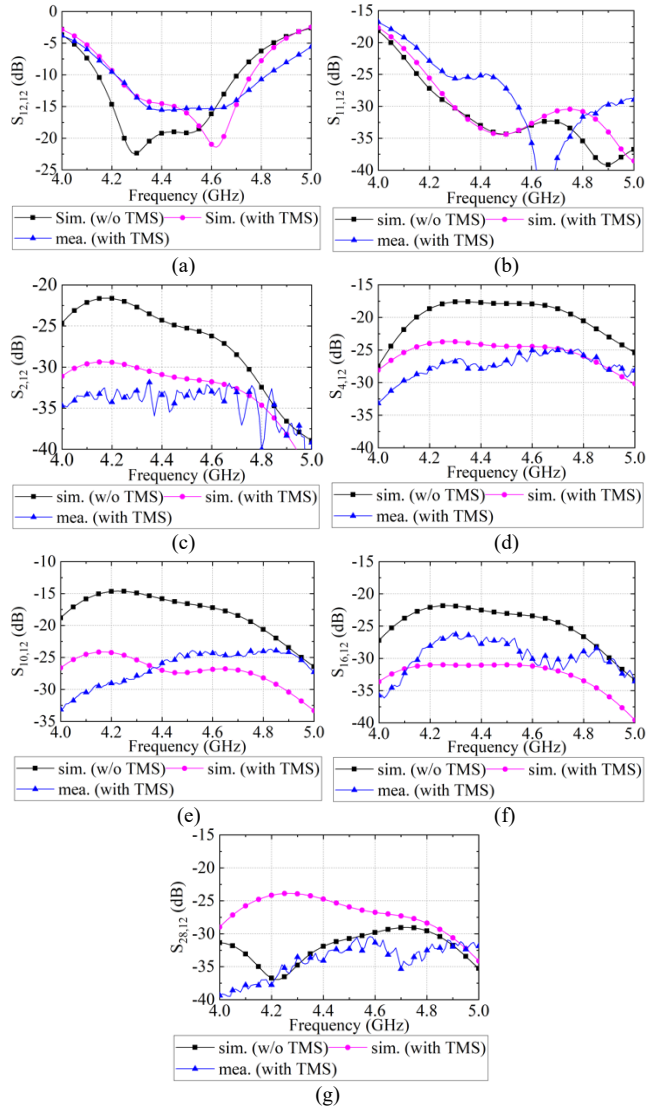 S12,12 (dB)
0
-5
-10
-15
-20
-25
4.0 4.2 4.4 4.6 4.8 5.0
Frequency (GHz)
Sim. (w/o TMS) Sim. (with TMS)
mea. (with TMS)
(a)
S11,12 (dB)
-15
-20
-25
-30
-35
-40
4.0 4.2 4.4 4.6 4.8 5.0
Frequency (GHz)
sim. (w/o TMS) sim. (with TMS)
mea. (with TMS)
(b)
S2,12 (dB)
-20
-25
-30
-35
-40
4.0 4.2 4.4 4.6 4.8 5.0
Frequency (GHz)
sim. (w/o TMS) sim. (with TMS)
mea. (with TMS)
(c)
S4,12 (dB)
-15
-20
-25
-30
-35
-40
4.0 4.2 4.4 4.6 4.8 5.0
Frequency (GHz)
sim. (w/o TMS) sim. (with TMS)
mea. (with TMS)
(d)
S10,12 (dB)
-10
-15
-20
-25
-30
-35
4.0 4.2 4.4 4.6 4.8 5.0
Frequency (GHz)
sim. (w/o TMS) sim. (with TMS)
mea. (with TMS)
(e)
S16,12 (dB)
-15
-20
-25
-30
-35
-40
4.0 4.2 4.4 4.6 4.8 5.0
Frequency (GHz)
sim. (w/o TMS) sim. (with TMS)
mea. (with TMS)
(f)
S28,12 (dB)
-15
-20
-25
-30
-35
-40
4.0 4.2 4.4 4.6 4.8 5.0
Frequency (GHz)
sim. (w/o TMS) sim. (with TMS)
mea. (with TMS)
(g)